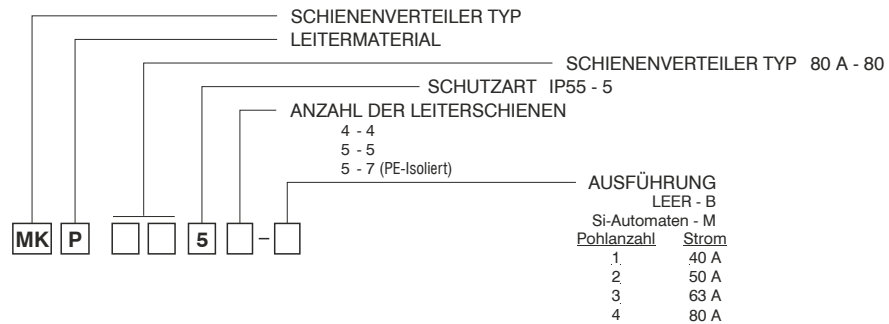 SCHIENENVERTEILER TYP
LEITERMATERIAL
SCHIENENVERTEILER TYP 80 A - 80
SCHUTZART IP55 - 5
ANZAHL DER LEITERSCHIENEN
4 - 4
5 - 5
5 - 7 (PE-Isoliert)
AUSFÜHRUNG
LEER - B
Si-Automaten - M
Pohlanzahl Strom
1 40 A
2 50 A
3 63 A
4 80 A
MK P 5 -